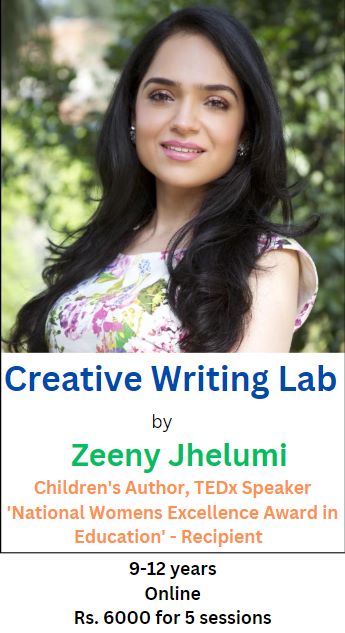 Creative Writing Lab
by
Zeeny Jhelumi
Children's Author, TEDx Speaker
'National Womens Excellence Award in
Education' - Recipient
9-12 years
Online
Rs. 6000 for 5 sessions